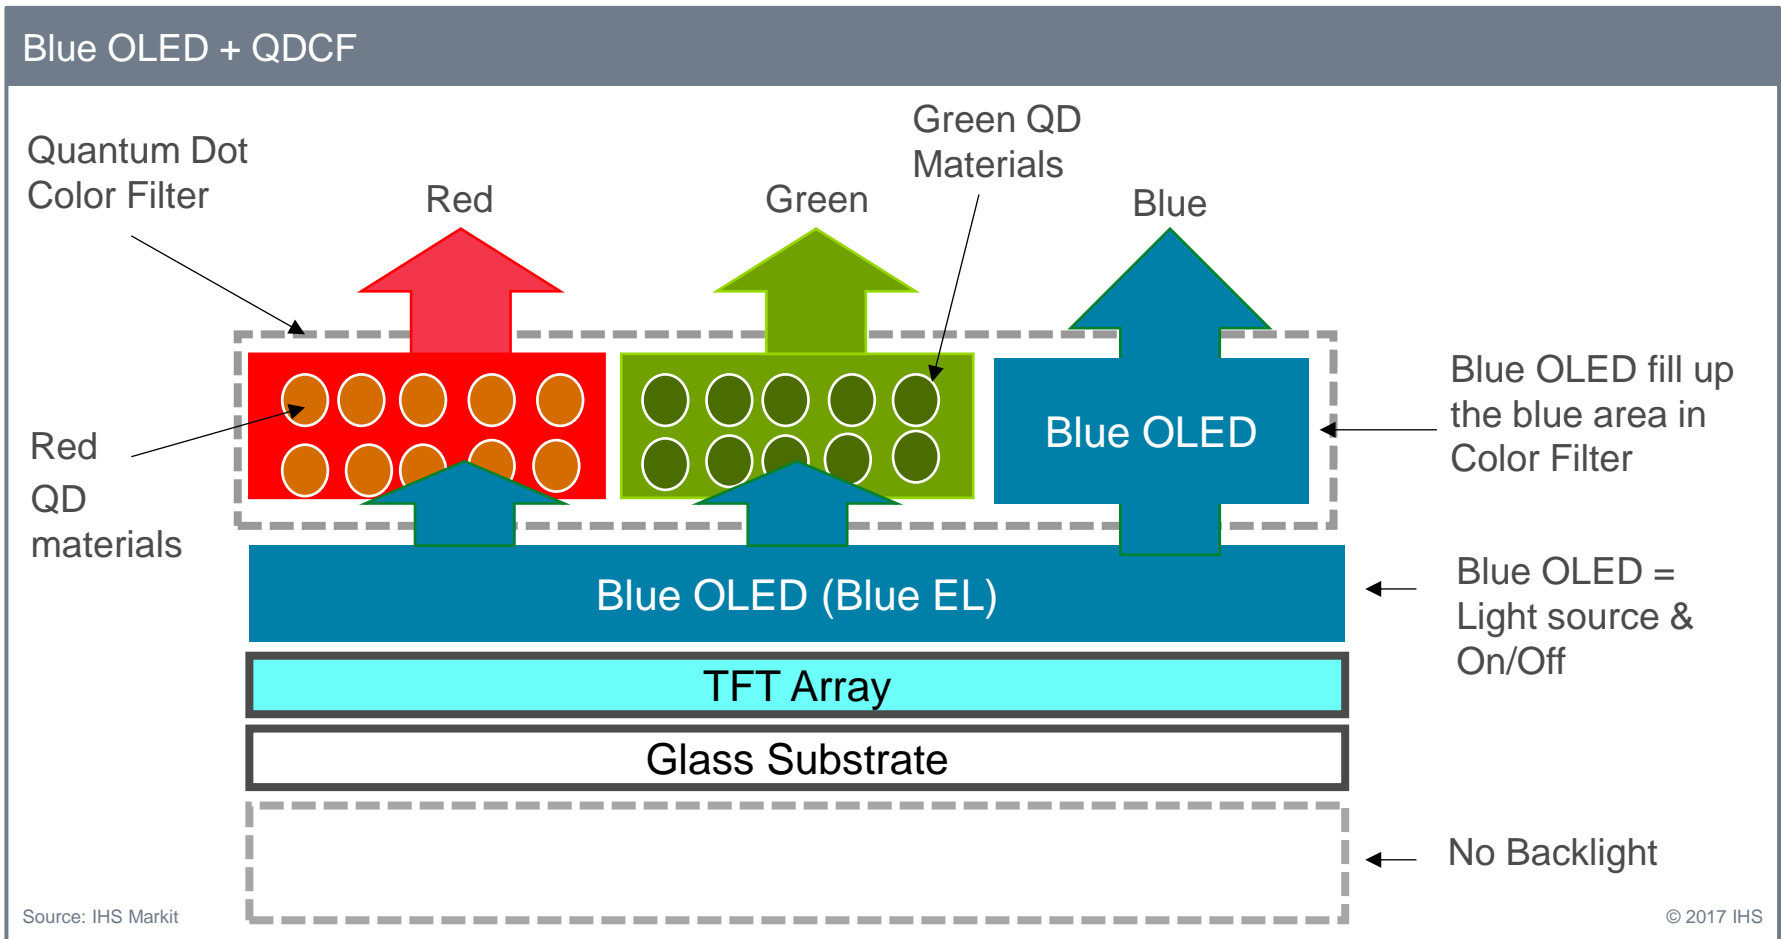 Blue OLED + QDCF
Quantum Dot
Color Filter
Red
Green
Green QD
Materials
Blue
Red
QD
materials
Blue OLED
Blue OLED fill up
the blue area in
Color Filter
Blue OLED (Blue EL)
Blue OLED =
Light source &
On/Off
TFT Array
Glass Substrate
No Backlight
Source: IHS Markit
© 2017 IHS